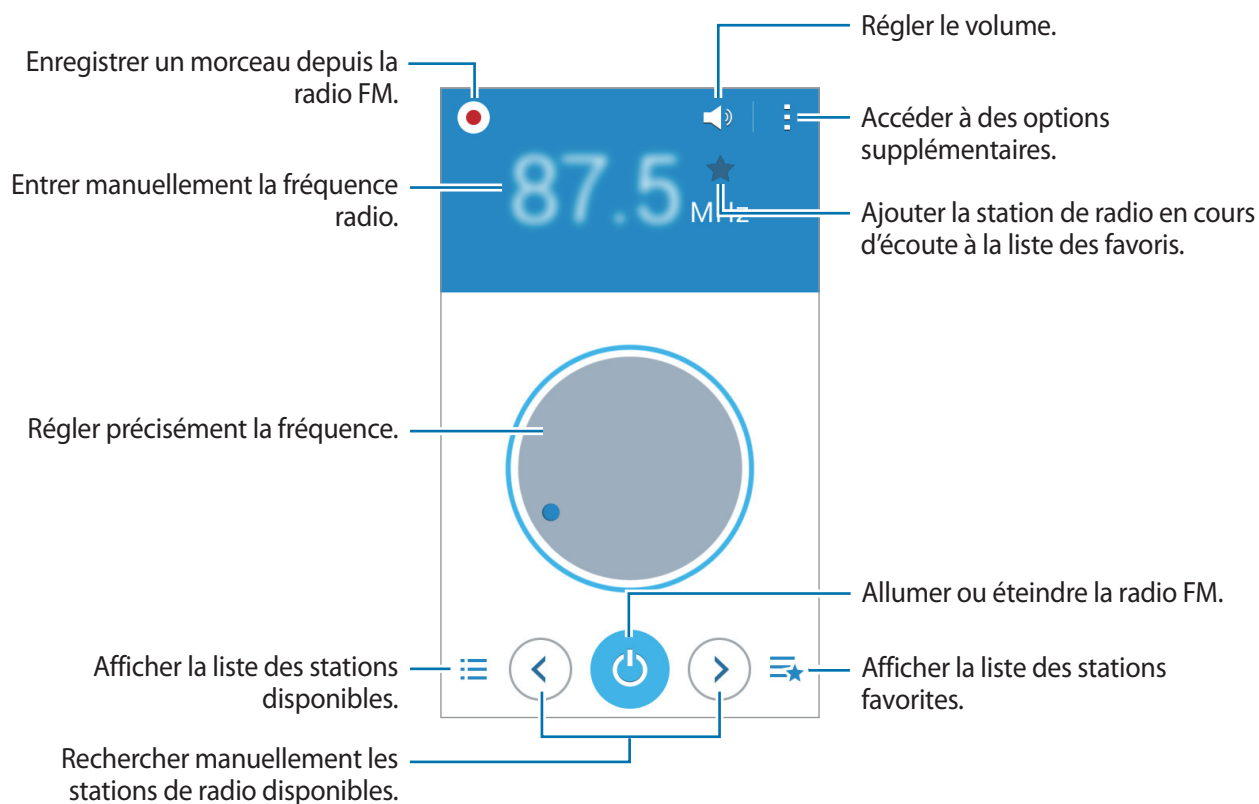 Régler le volume.
Enregistrer un morceau depuis la
radio FM.
Accéder à des options
supplémentaires.
Entrer manuellement la fréquence
radio.
87.5
MHz
Ajouter la station de radio en cours
d'écoute à la liste des favoris.
Régler précisément la fréquence.
Allumer ou éteindre la radio FM.
Afficher la liste des stations
disponibles.
Afficher la liste des stations
favorites.
Rechercher manuellement les
stations de radio disponibles.